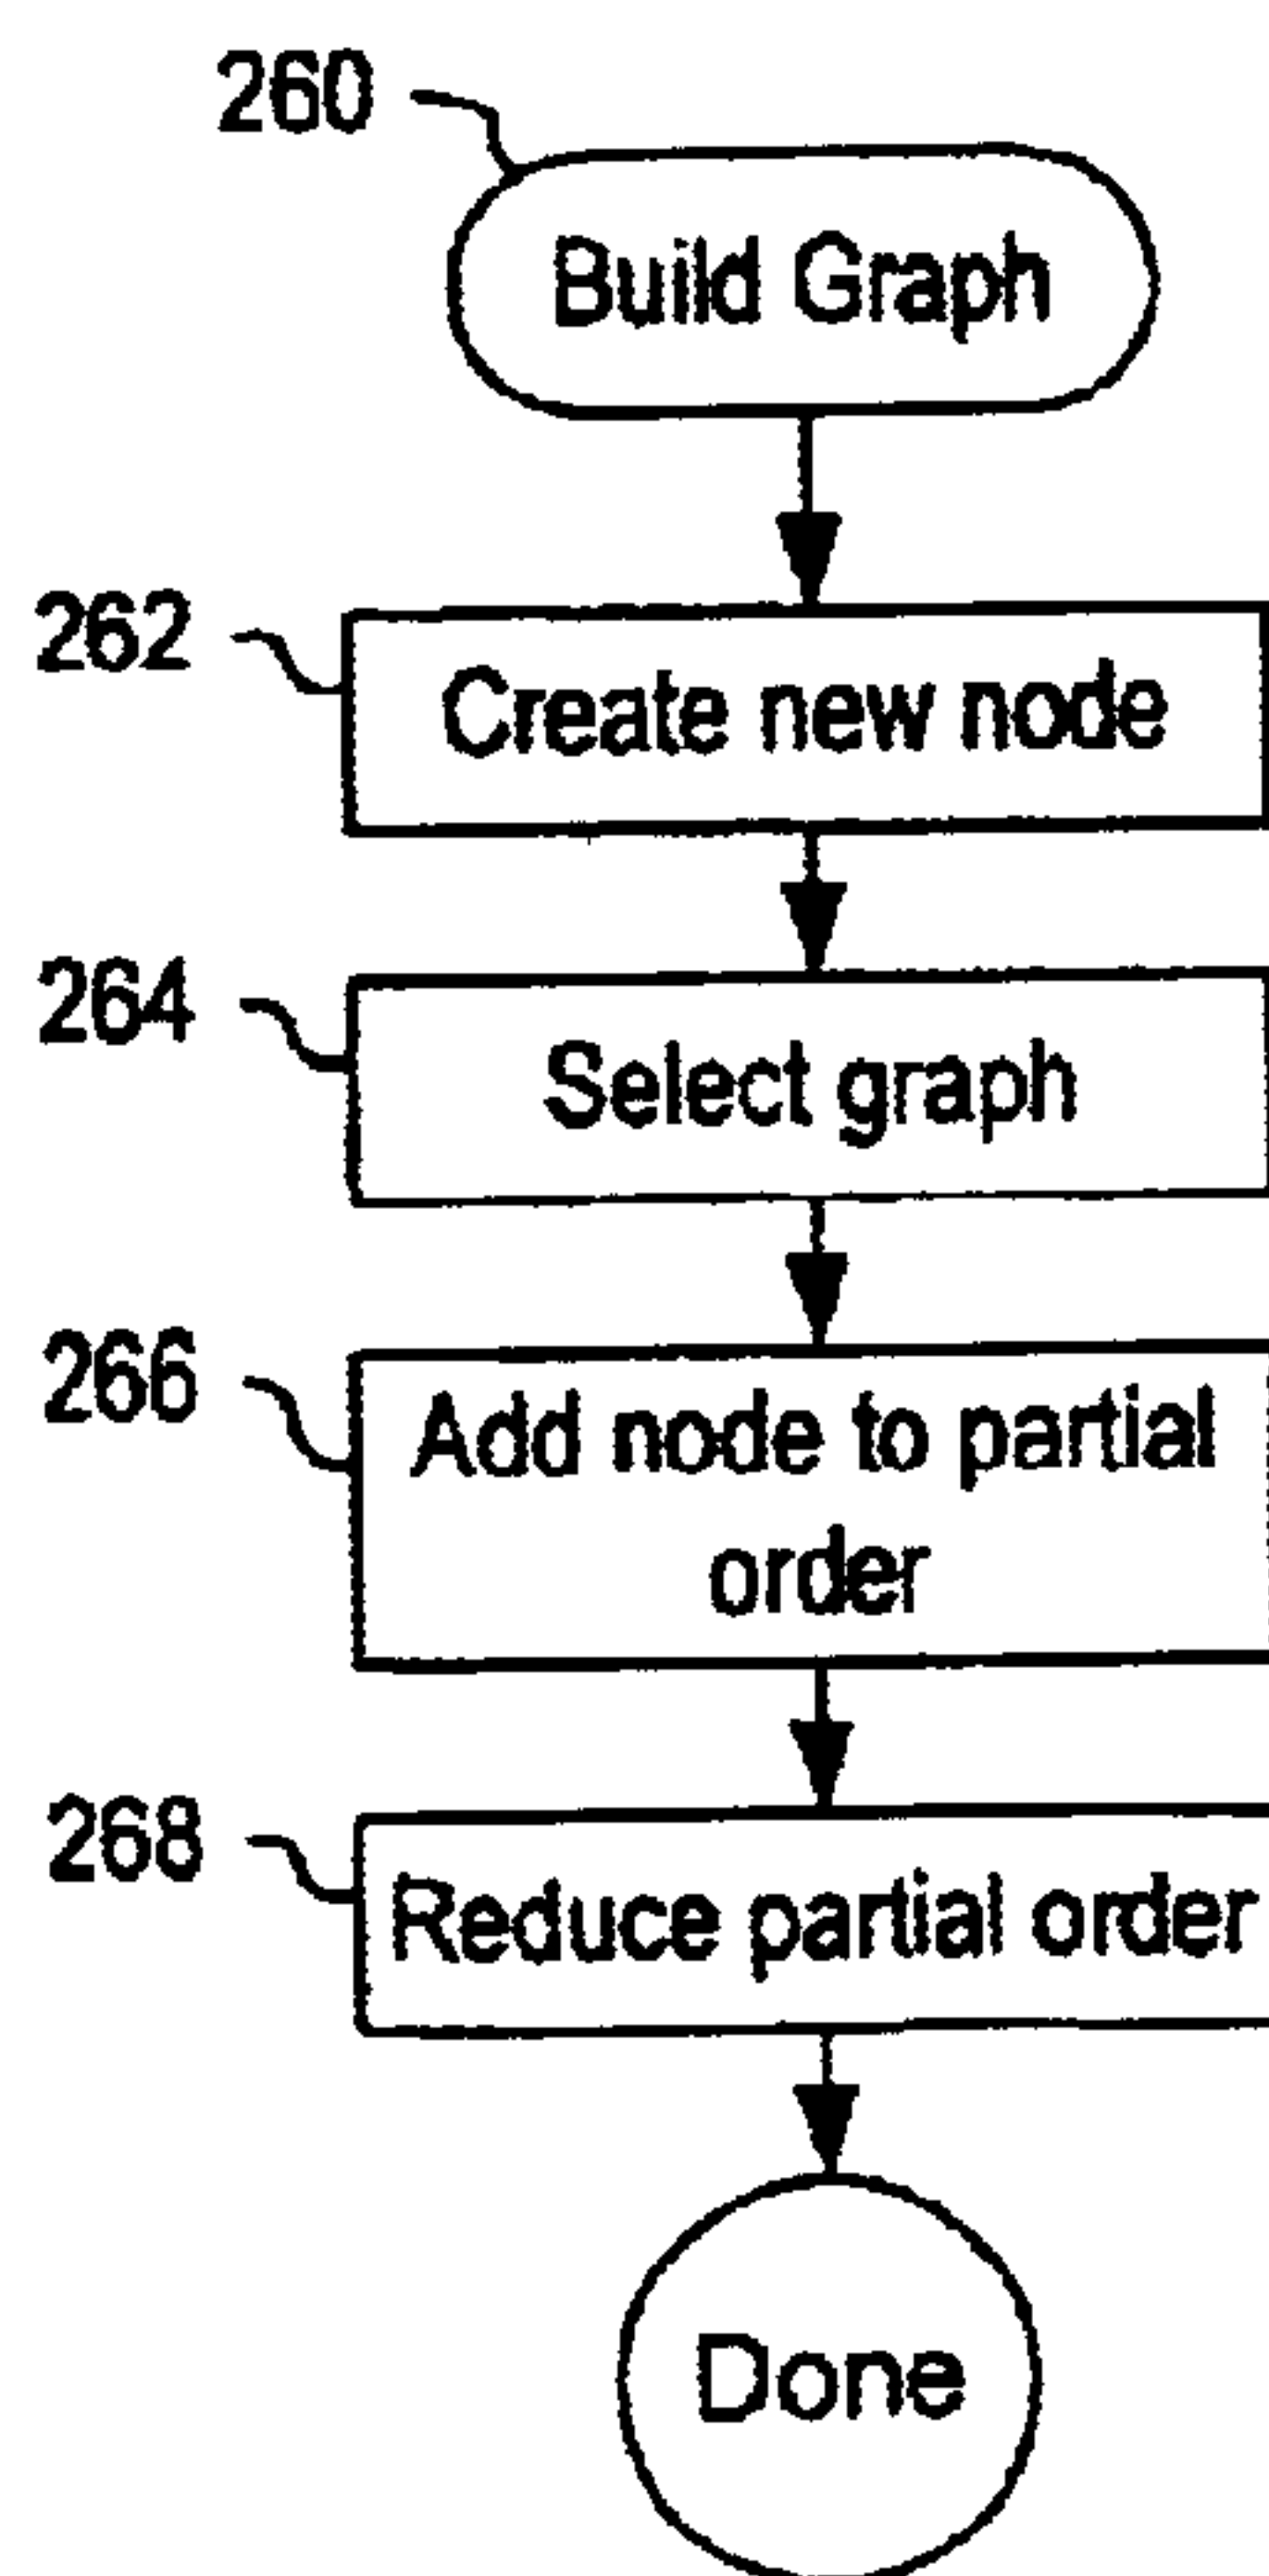 260
Build Graph
262
Create new node
264
Select graph
266
Add node to partial
order
268
Reduce partial order
Done